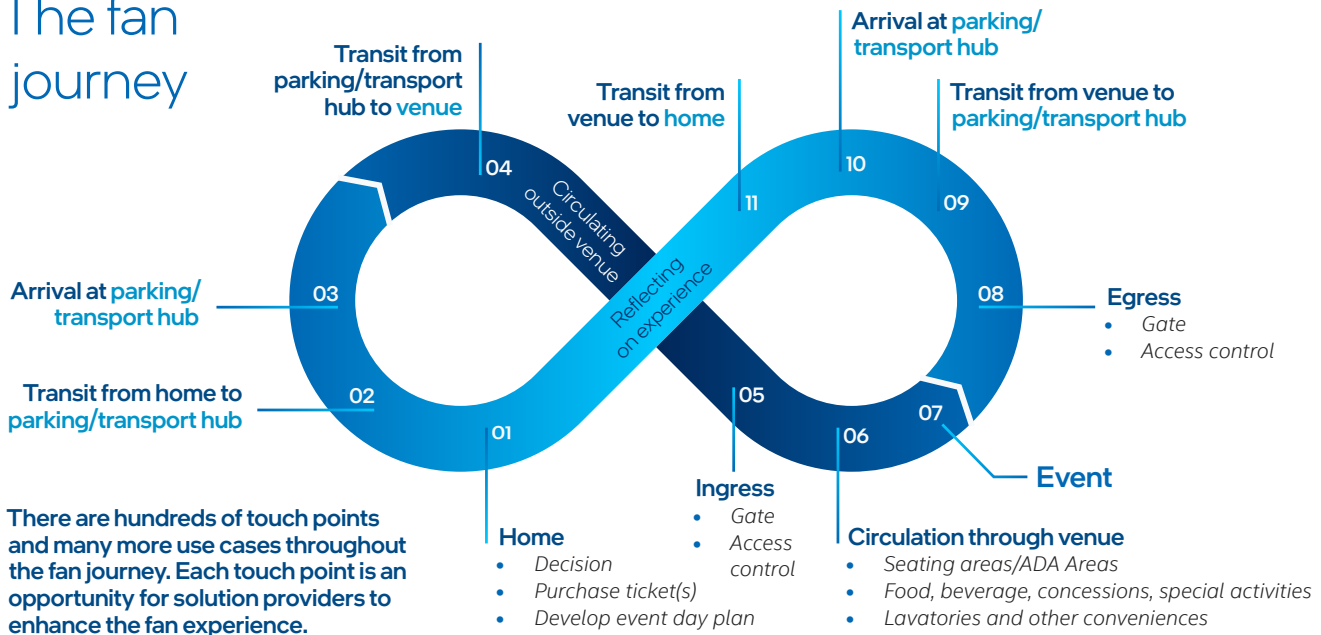 The fan
journey
Transit from
parking/transport
hub to venue
04
Circulating
outside venue
Arrival at parking/
transport hub
03
Transit from home to
parking/transport hub
02
01
Home
• Decision
• Purchase ticket(s)
• Develop event day plan
There are hundreds of touch points
and many more use cases throughout
the fan journey. Each touch point is an
opportunity for solution providers to
enhance the fan experience.
Reflecting
on experience
05
Ingress
• Gate
• Access
control
06
Circulation through venue
• Seating areas/ADA Areas
• Food, beverage, concessions, special activities
• Lavatories and other conveniences
07
Event
08
Egress
• Gate
• Access control
09
Transit from venue to
parking/transport hub
10
Arrival at parking/
transport hub
11
Transit from
venue to home